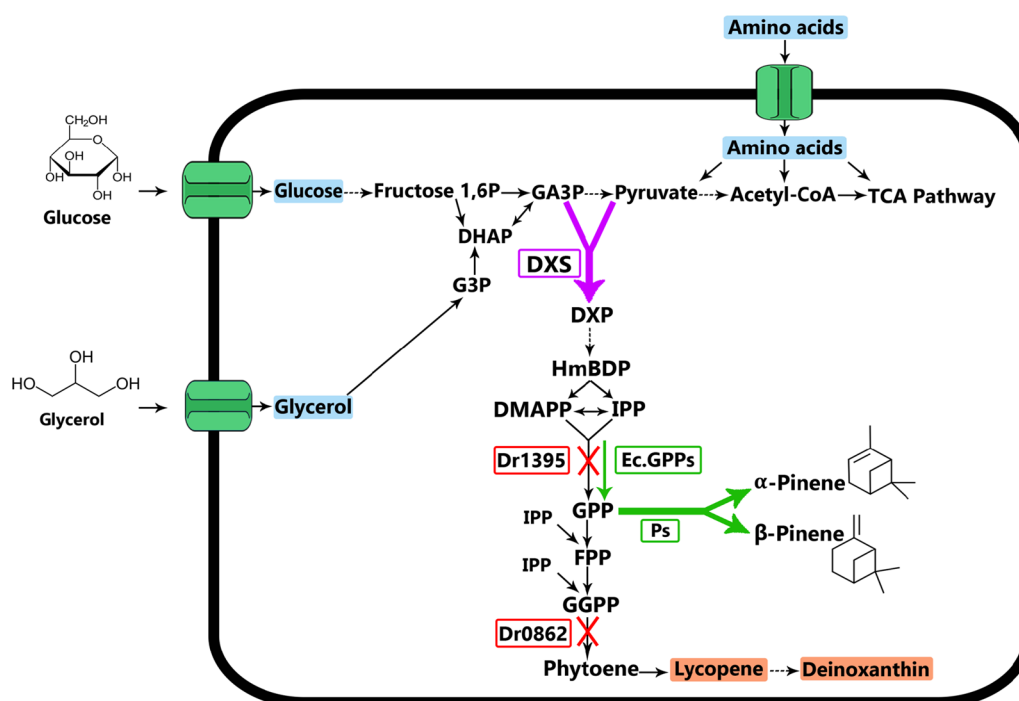 Amino acids
Amino acids
CH₂OH
O
OH
OH
OH
OH
Glucose
Glucose
Fructose 1,6P
GA3P
Pyruvate
Acetyl-CoA
TCA Pathway
DHAP
G3P
DXS
DXP
HmBDP
OH
HO
OH
Glycerol
Glycerol
DMAPP
IPP
Dr1395
Ec.GPPs
α-Pinene
GPP
IPP
Ps
β-Pinene
FPP
IPP
GGPP
Dr0862
Phytoene
Lycopene
Deinoxanthin